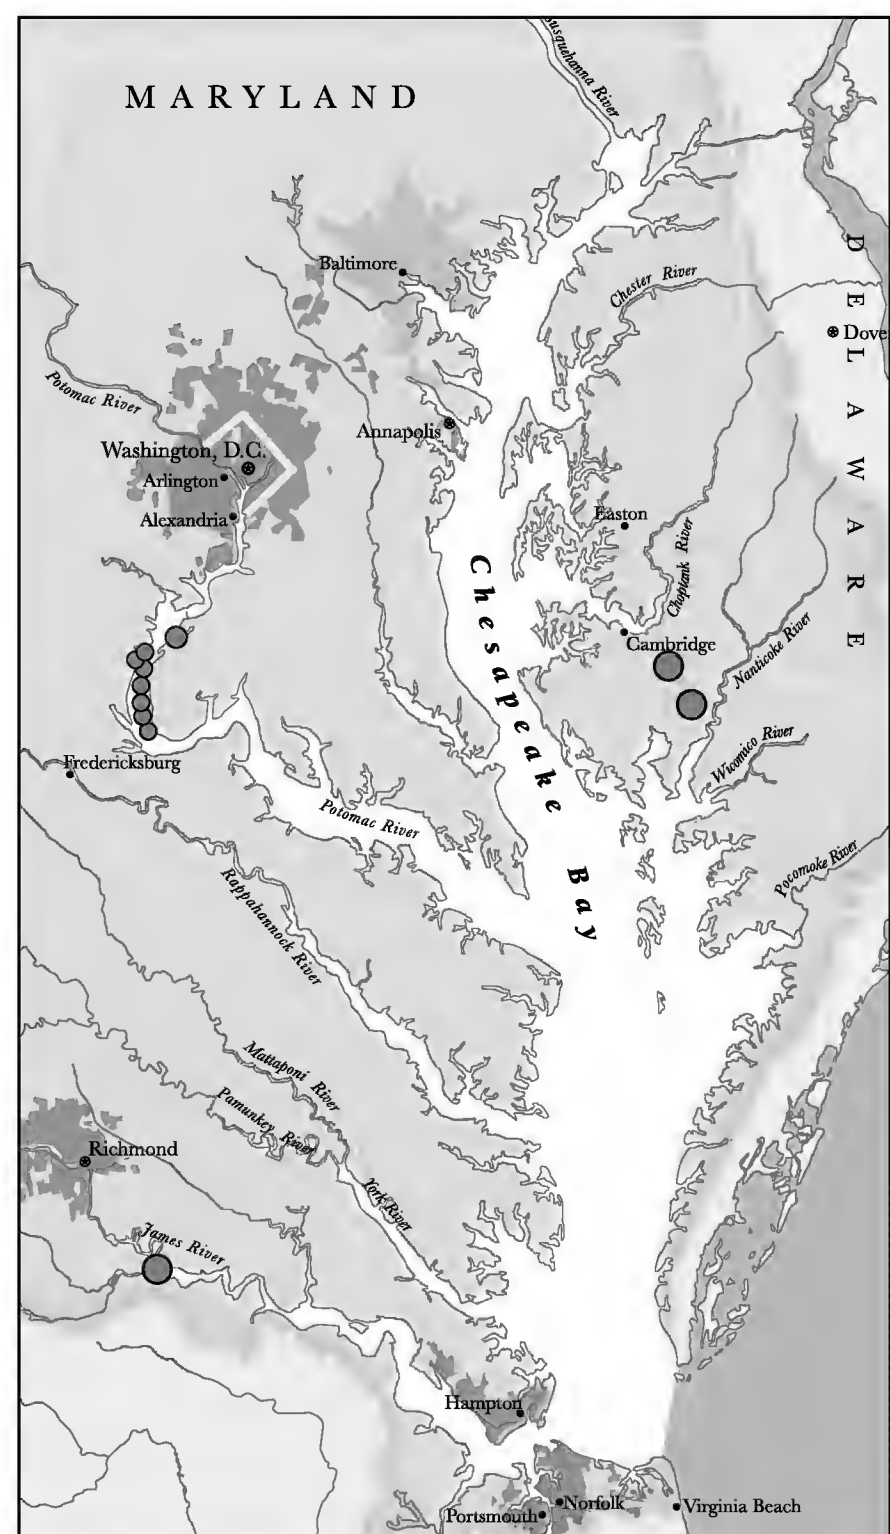 Susquehanna River
MARYLAND
DELAWARE
Baltimore
Chester River
Dove
Potomac River
Annapolis
Washington, D.C.
Arlington
Easton
Alexandria
Choptank River
Chesapeake Bay
Cambridge
Nanticoke River
Wicomico River
Fredericksburg
Potomac River
Pocomoke River
Rappahannock River
Mattaponi River
Pamunkey River
Richmond
York River
James River
Hampton
Norfolk
Virginia Beach
Portsmouth